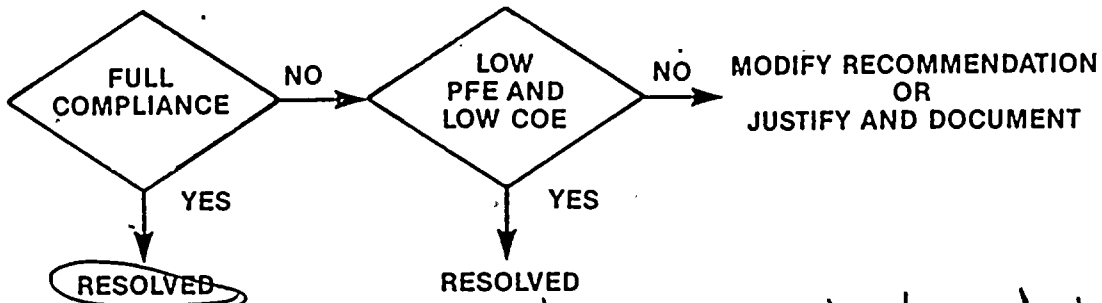 FULL
COMPLIANCE
NO
LOW
PFE AND
LOW COE
NO
MODIFY RECOMMENDATION
OR
JUSTIFY AND DOCUMENT
YES
YES
RESOLVED
RESOLVED